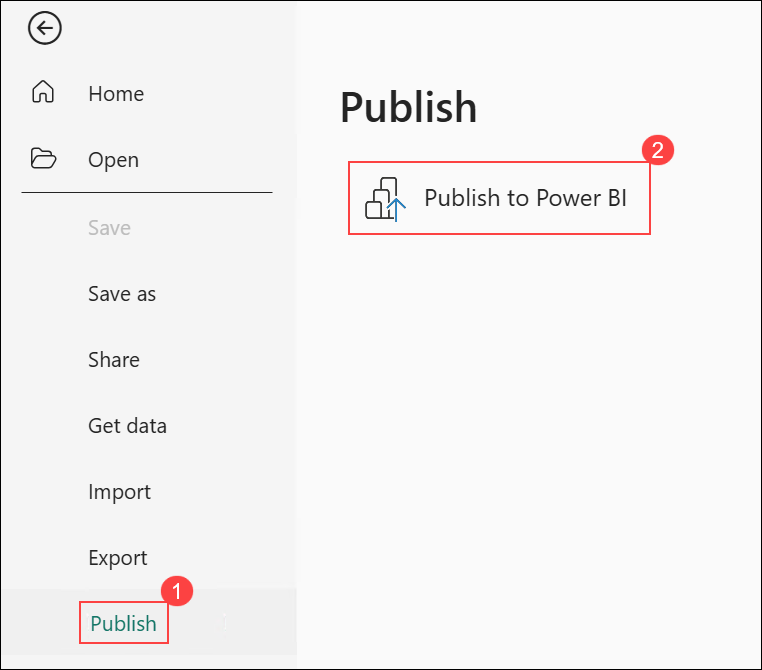 Home
Open
Save
Save as
Share
Get data
Import
Export
1
Publish
Publish
2
Publish to Power BI